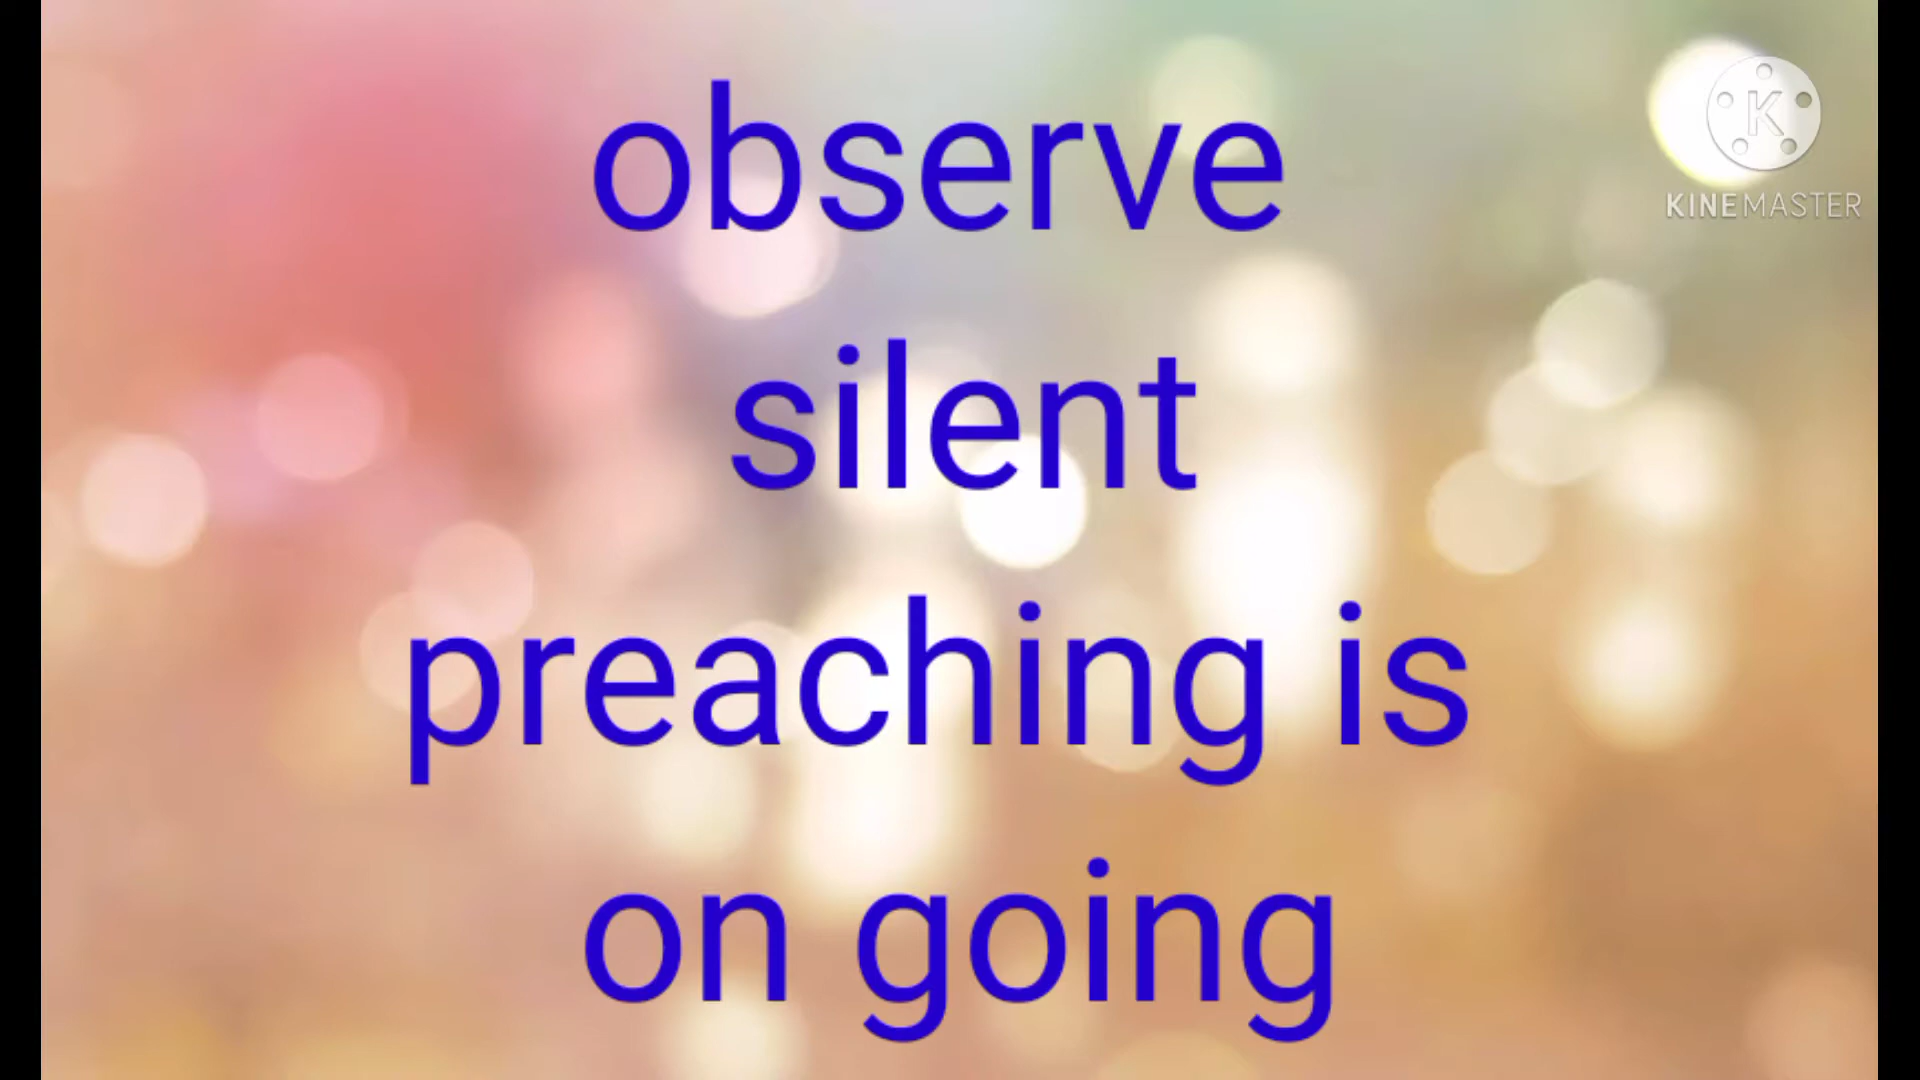 observe
silent
preaching is
on going
K
KINEMASTER